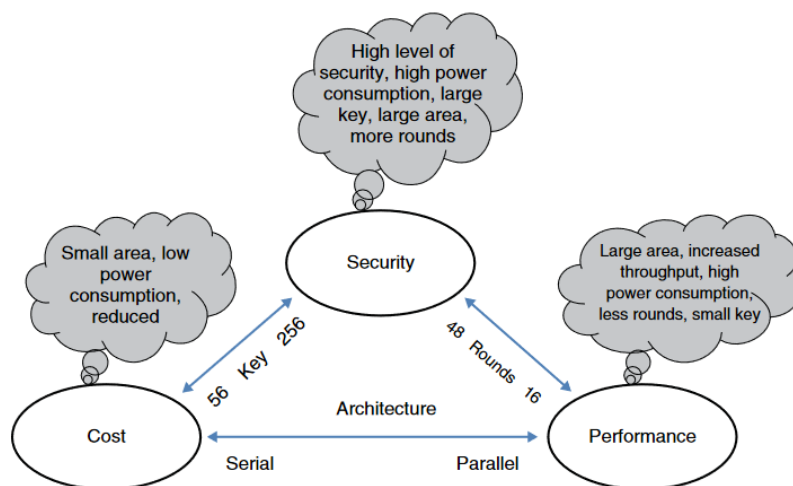 High level of
security, high power
consumption, large
key, large area,
more rounds
Small area, low
power
consumption,
reduced
Security
Large area, increased
throughput, high
power consumption,
less rounds, small key
56 Key 256
48 Rounds 16
Architecture
Cost
Performance
Serial
Parallel